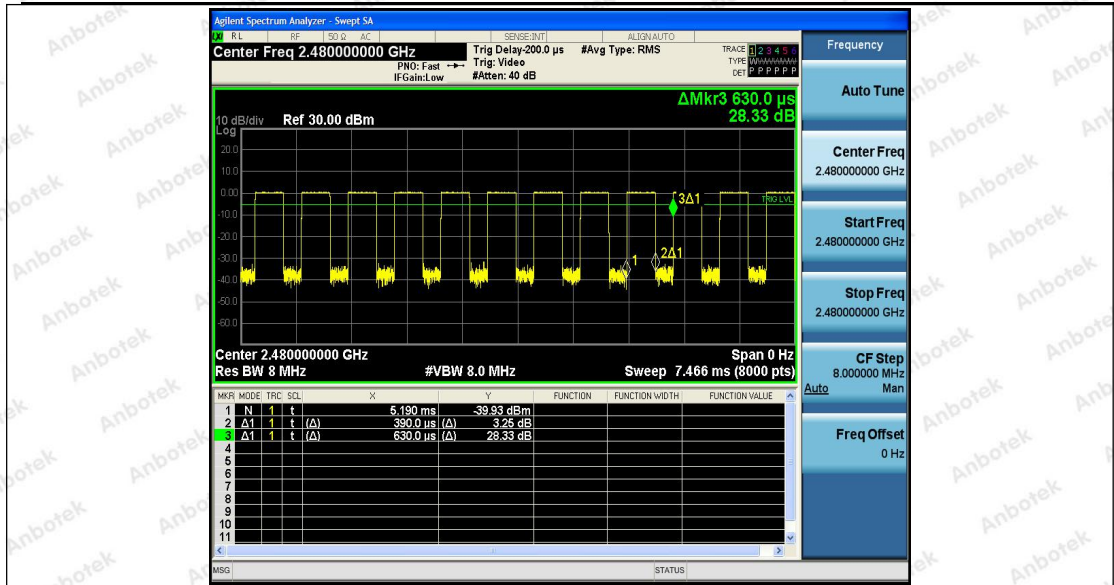 Agilent Spectrum Analyzer - Swept SA
RL RF 50 Ω AC SENSE:INT ALIGNAUTO
Center Freq 2.480000000 GHz
PNO: Fast
IFGain:Low
Trig Delay-200.0 µs
Trig: Video
#Atten: 40 dB
#Avg Type: RMS
TRACE 1 2 3 4 5 6
TYPE
DET P P P P P P
ΔMkr3 630.0 µs
28.33 dB
10 dB/div
Log
Ref 30.00 dBm
20.0
10.0
0.00
-10.0
-20.0
-30.0
-40.0
-50.0
-60.0
3Δ1
TRIG LVL
1
2Δ1
Center 2.480000000 GHz
Span 0 Hz
Res BW 8 MHz
#VBW 8.0 MHz
Sweep 7.466 ms (8000 pts)
MKR MODE TRC SCL X Y FUNCTION FUNCTION WIDTH FUNCTION VALUE
1 N 1 t 5.190 ms -39.93 dBm
2 Δ1 1 t (Δ) 390.0 µs (Δ) 3.25 dB
3 Δ1 1 t (Δ) 630.0 µs (Δ) 28.33 dB
4
5
6
7
8
9
10
11
MSG
STATUS
Frequency
Auto Tune
Center Freq
2.480000000 GHz
Start Freq
2.480000000 GHz
Stop Freq
2.480000000 GHz
CF Step
8.000000 MHz
Auto Man
Freq Offset
0 Hz
Anbotek